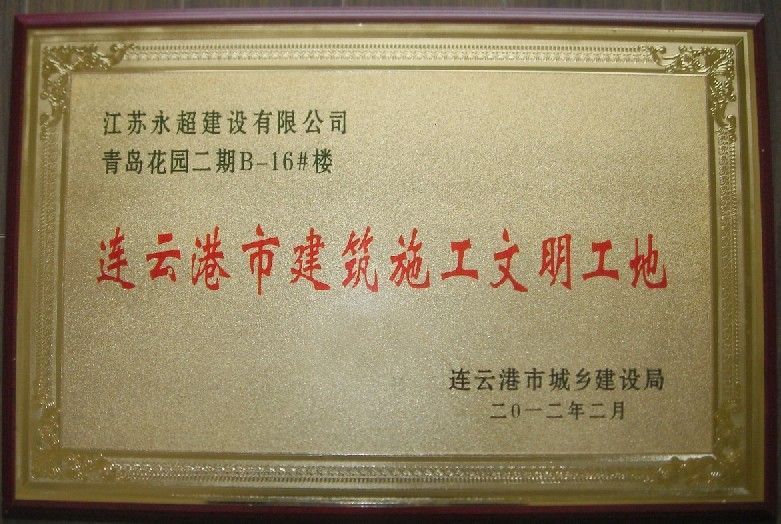 江苏永超建设有限公司
青岛花园二期B-16#楼
连云港市建筑施工文明工地
连云港市城乡建设局
二0一二年二月